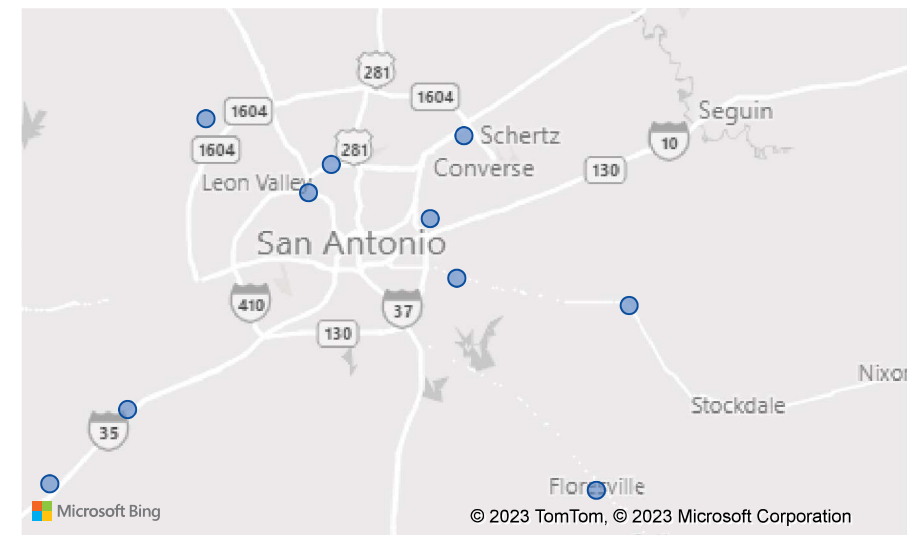 281
1604
1604
Seguin
Schertz
1604
281
10
Converse
130
Leon Valley
San Antonio
410
37
130
Nixon
Stockdale
35
Floresville
Microsoft Bing
© 2023 TomTom, © 2023 Microsoft Corporation